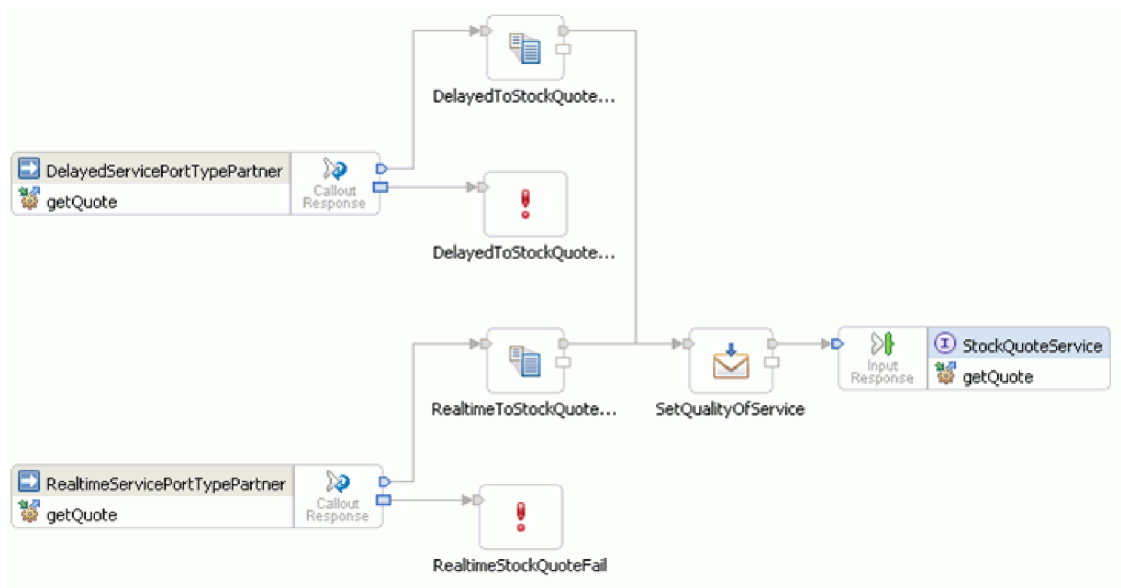 DelayedToStockQuote...
DelayedServicePortTypePartner
getQuote
Callout
Response
DelayedToStockQuote...
RealtimeToStockQuote...
SetQualityOfService
Input
Response
StockQuoteService
getQuote
RealtimeServicePortTypePartner
getQuote
Callout
Response
RealtimeStockQuoteFail